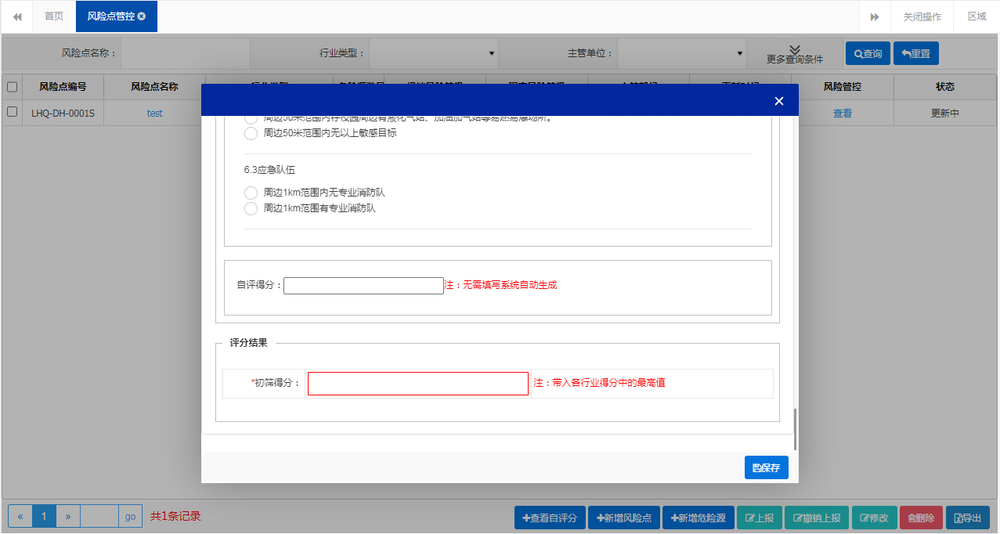 首页 风险点管控 关闭操作 区域
风险点名称： 行业类型： 主管单位： 更多查询条件 查询 重置
风险点编号 风险点名称 风险管控 状态
LHQ-DH-0001S test 查看 更新中
周边50米范围内无以上敏感目标
6.3应急队伍
周边1km范围内无专业消防队
周边1km范围有专业消防队
自评得分： 注：无需填写系统自动生成
评分结果
*初筛得分： 注：带入各行业得分中的最高值
保存
« 1 » go 共1条记录 查看自评分 新增风险点 新增危险源 上报 撤销上报 修改 删除 导出